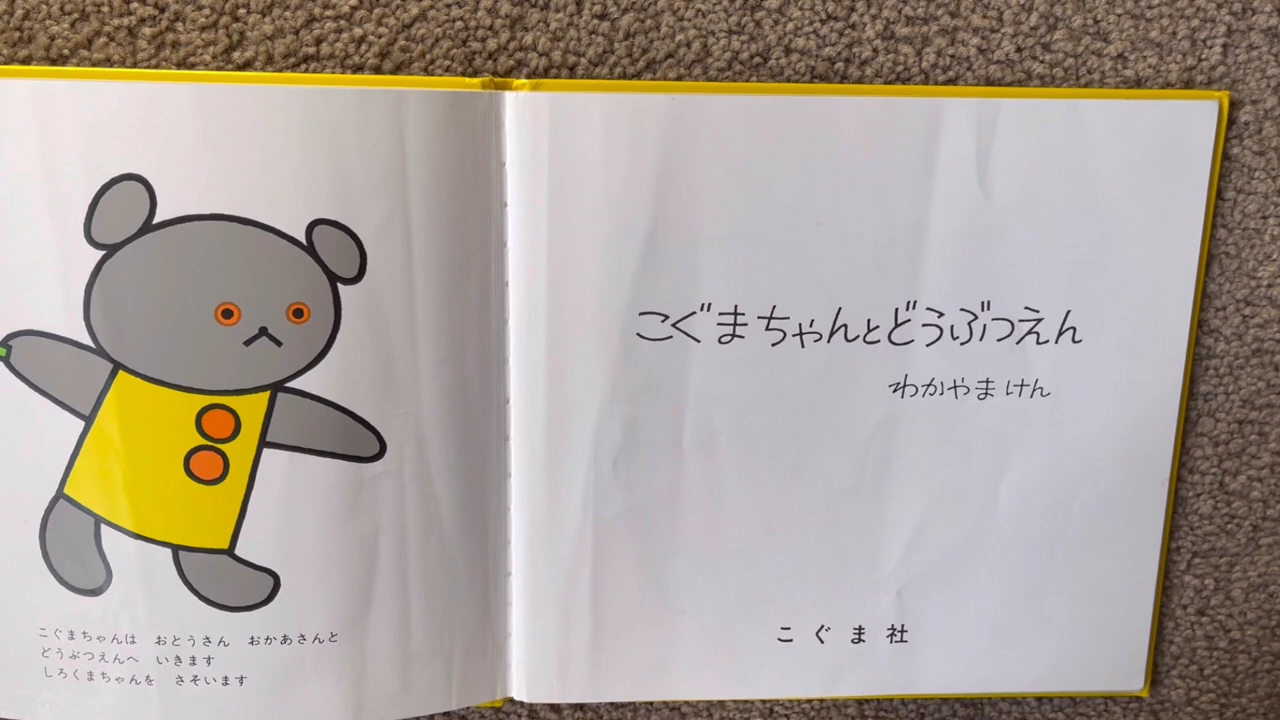 こぐまちゃんは　おとうさん　おかあさんと
どうぶつえんへ　いきます
しろくまちゃんを　さそいます
こぐまちゃんとどうぶつえん
わかやま けん
こぐま社